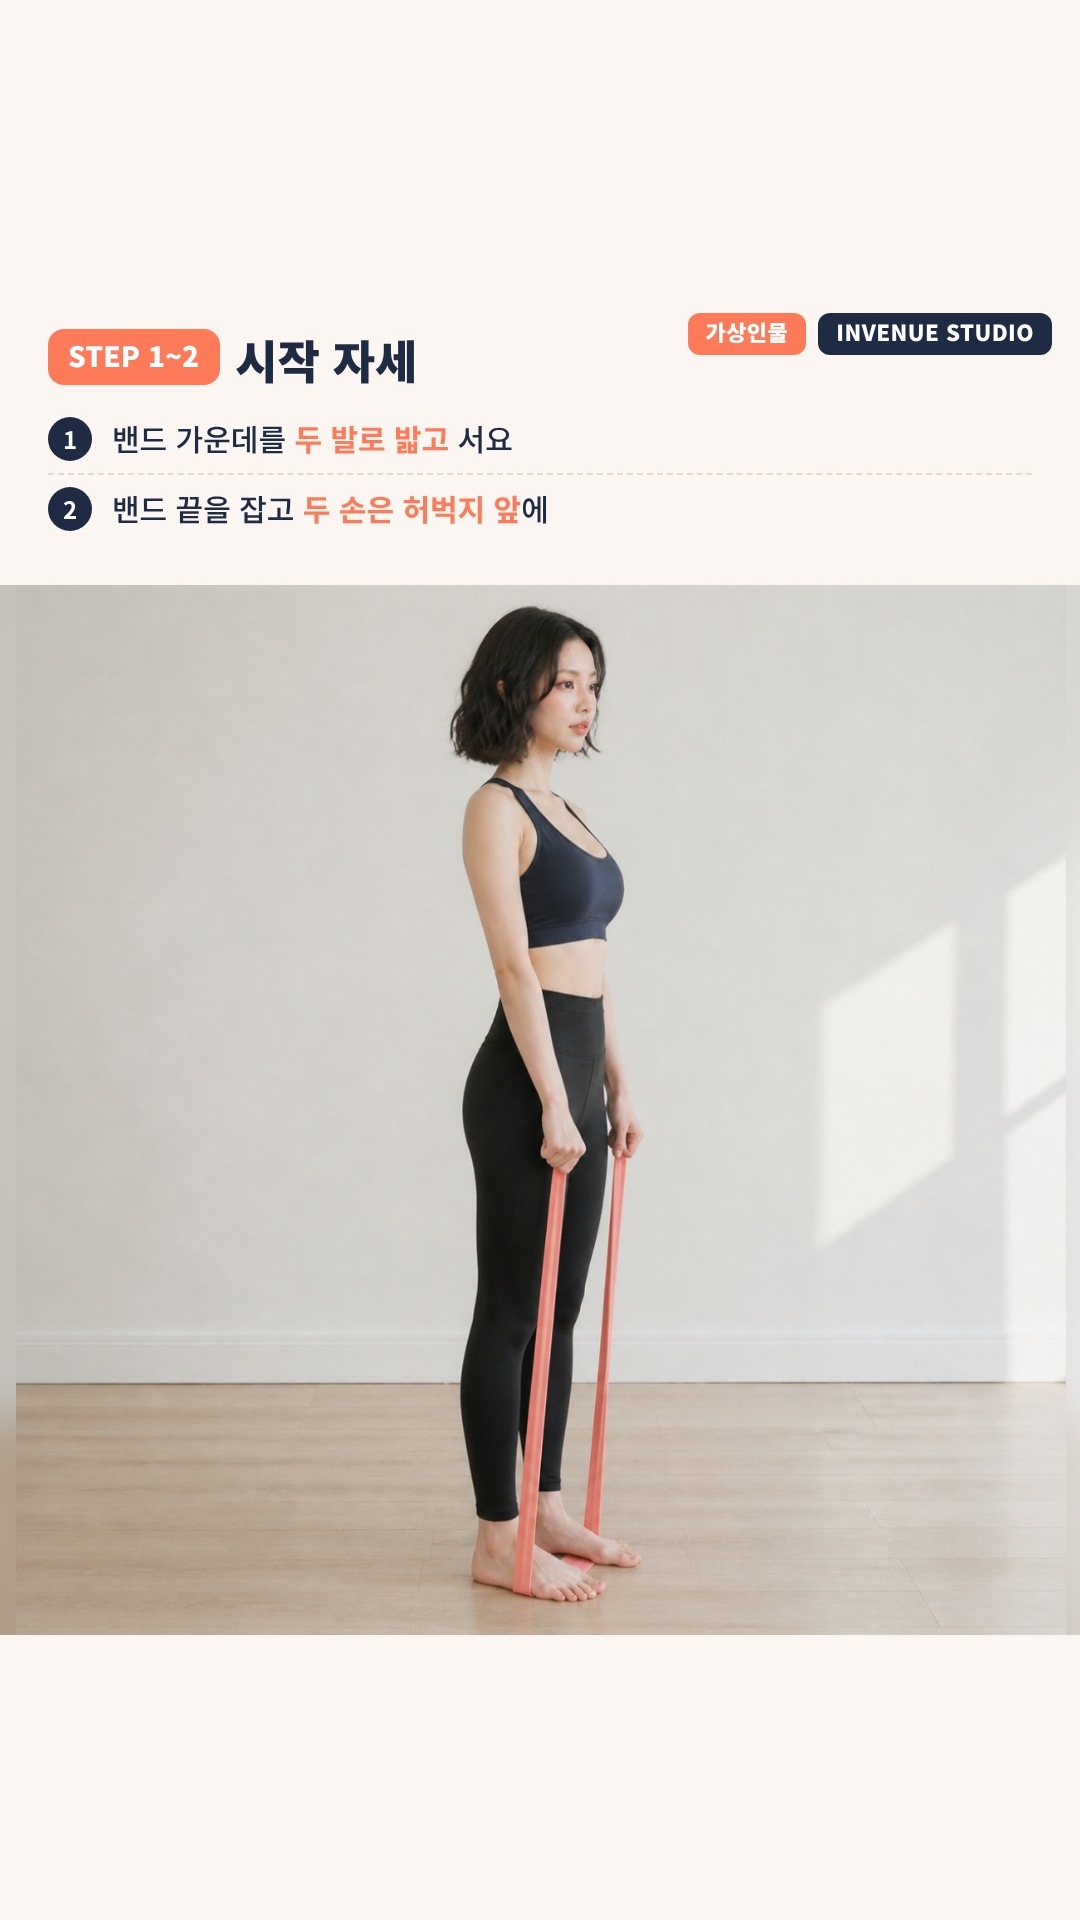 가상인물 INVENUE STUDIO
STEP 1~2 시작 자세
1 밴드 가운데를 두 발로 밟고 서요
2 밴드 끝을 잡고 두 손은 허벅지 앞에